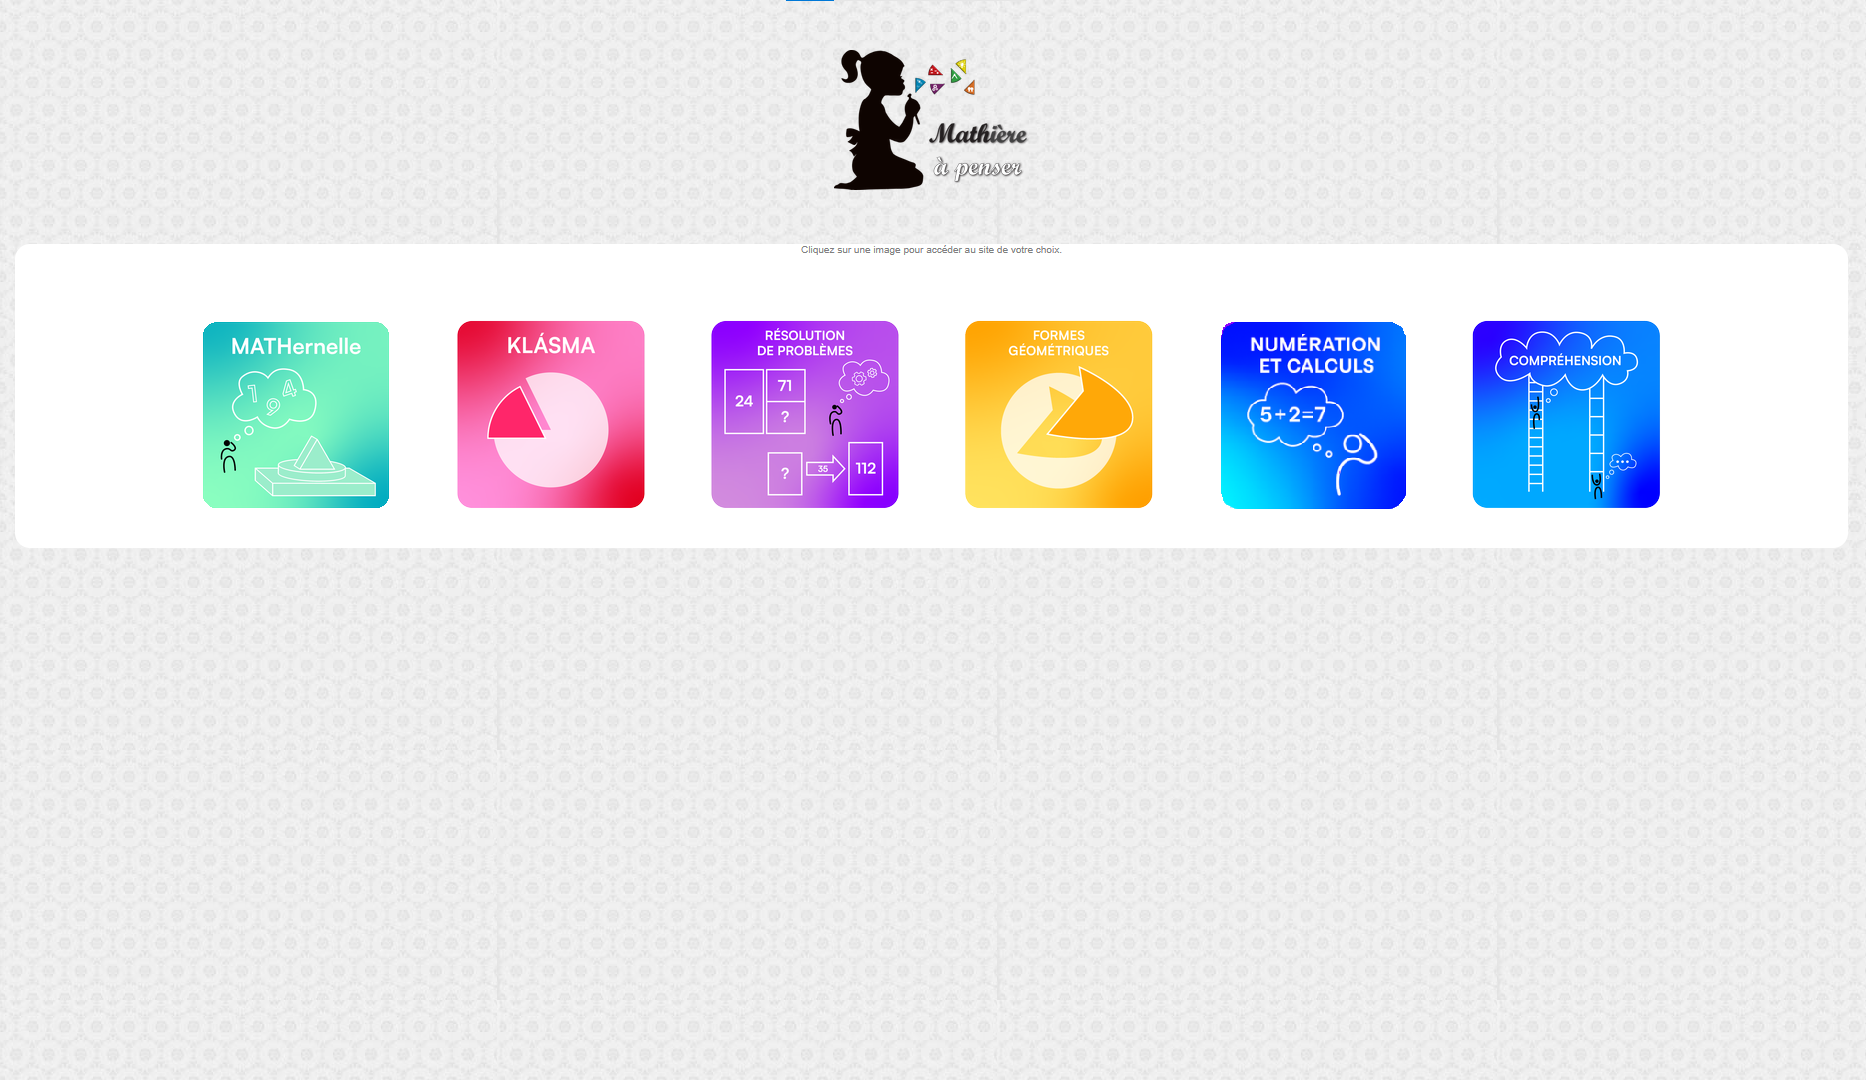 Mathière
à penser
Cliquez sur une image pour accéder au site de votre choix.
MATHernelle
1 9 4
KLÁSMA
RÉSOLUTION
DE PROBLÈMES
24
71
?
?
35
112
FORMES
GÉOMÉTRIQUES
NUMÉRATION
ET CALCULS
5+2=7
COMPRÉHENSION